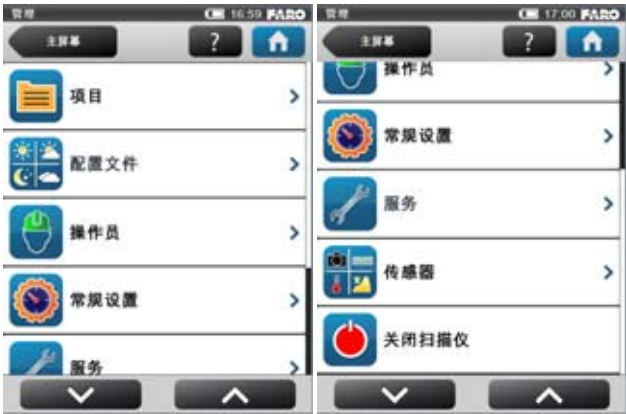 管理 16:59 FARO
主屏幕 ?
项目
配置文件
操作员
常规设置
服务
管理 17:00 FARO
主屏幕 ?
操作员
常规设置
服务
传感器
关闭扫描仪